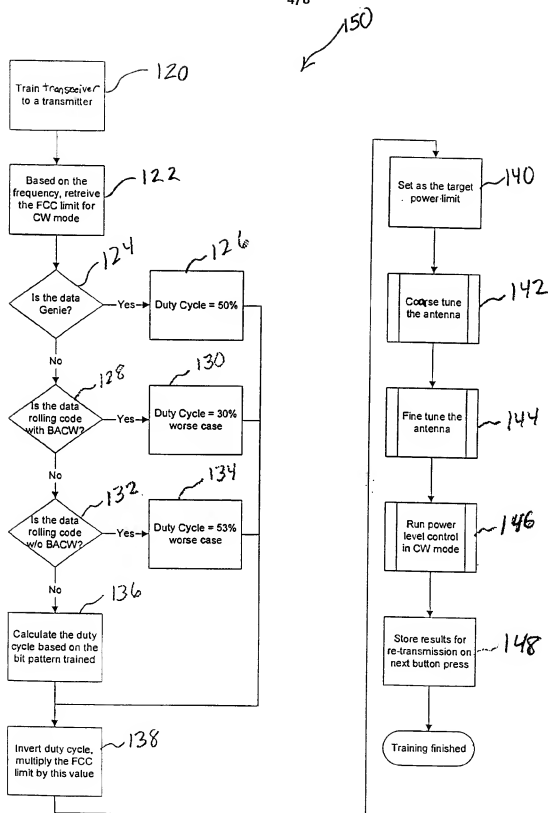 4/8
150
Train transceiver
to a transmitter
120
Based on the
frequency, retreive
the FCC limit for
CW mode
122
124
Is the data
Genie?
Yes
126
Duty Cycle = 50%
No
128
Is the data
rolling code
with BACW?
Yes
130
Duty Cycle = 30%
worse case
No
132
Is the data
rolling code
w/o BACW?
Yes
134
Duty Cycle = 53%
worse case
No
136
Calculate the duty
cycle based on the
bit pattern trained
Invert duty cycle,
multiply the FCC
limit by this value
138
Set as the target
power limit
140
Coarse tune
the antenna
142
Fine tune the
antenna
144
Run power
level control
in CW mode
146
Store results for
re-transmission on
next button press
148
Training finished